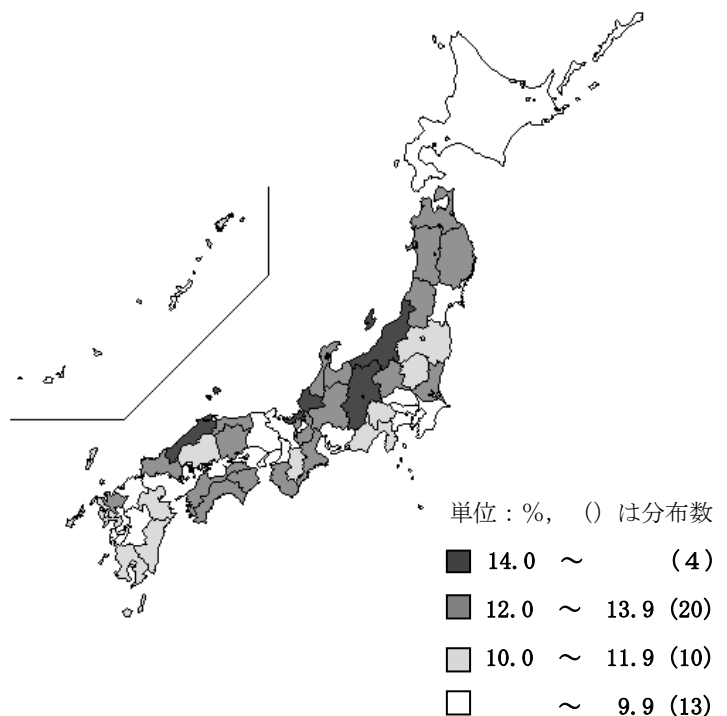 単位：%， （）は分布数
14.0 ～ (4)
12.0 ～ 13.9 (20)
10.0 ～ 11.9 (10)
～ 9.9 (13)